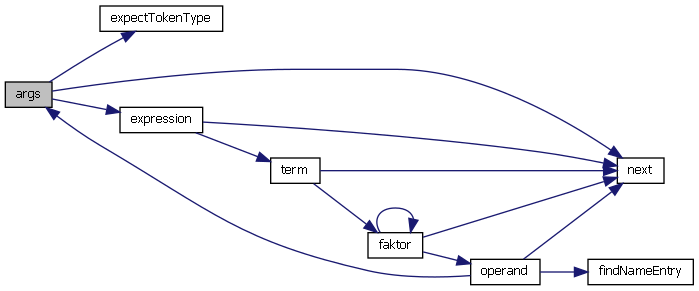 expectTokenType
args
expression
term
next
faktor
operand
findNameEntry